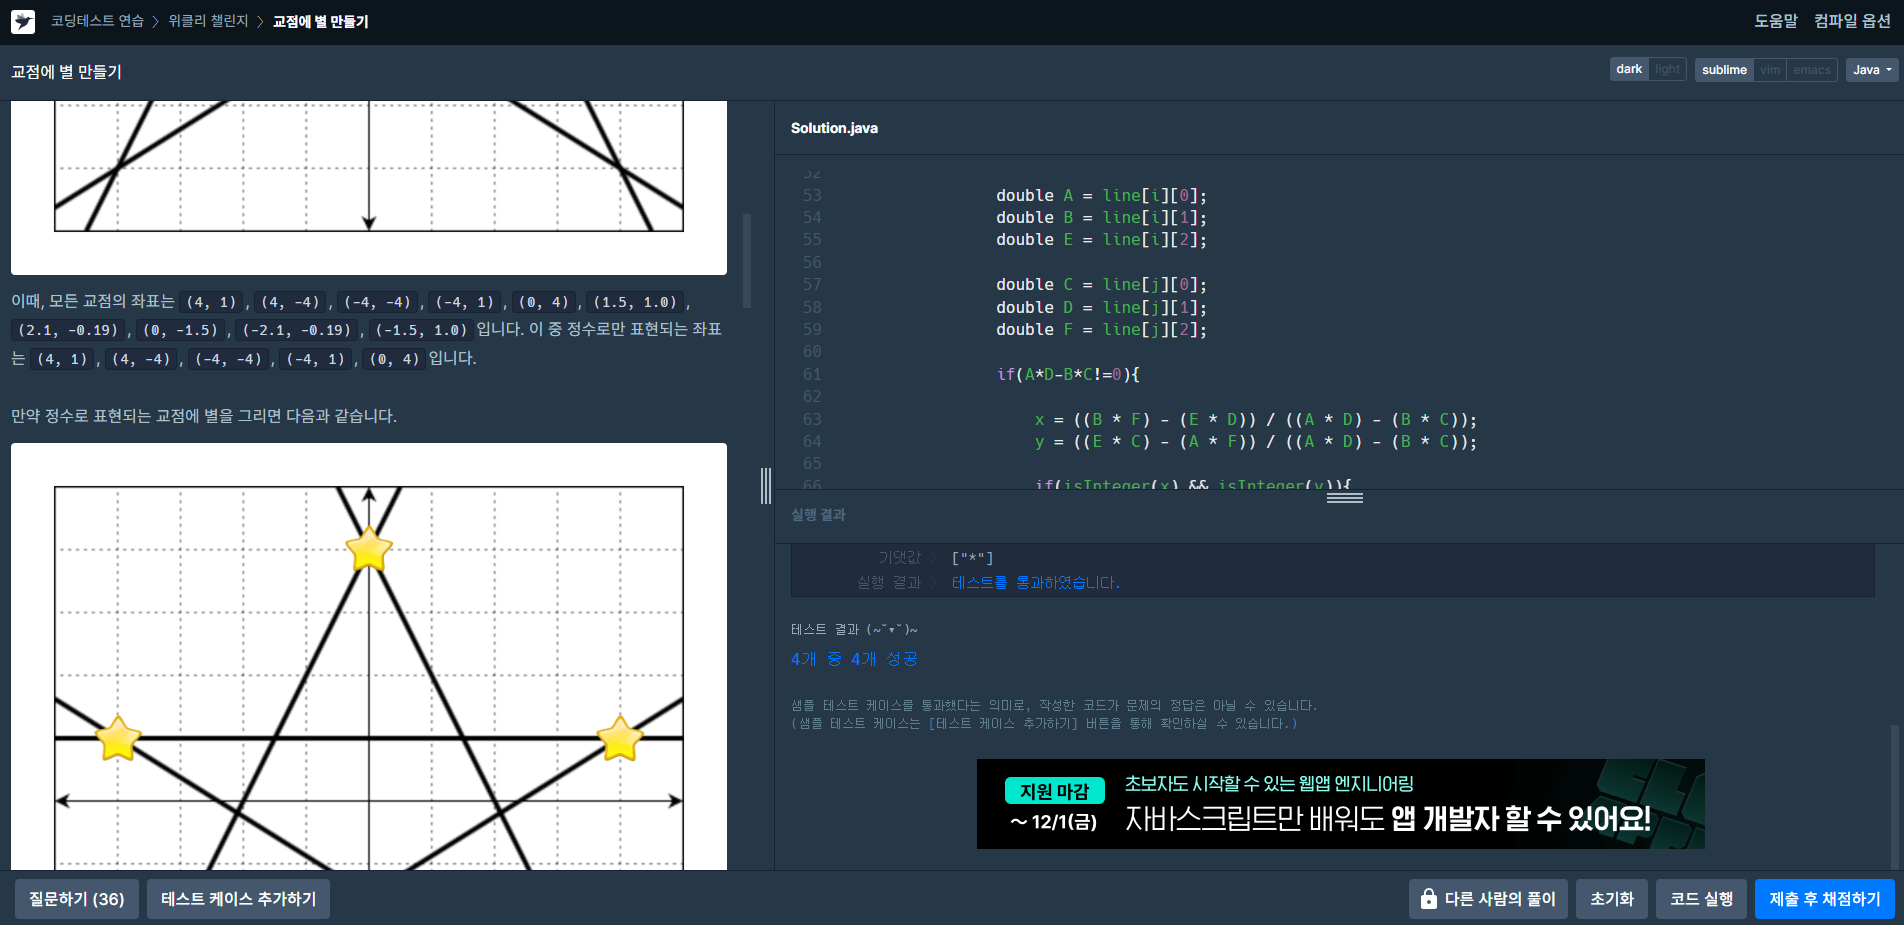 코딩테스트 연습 > 위클리 챌린지 > 교점에 별 만들기
도움말 컴파일 옵션
교점에 별 만들기
dark light sublime vim emacs Java
이때, 모든 교점의 좌표는 (4, 1), (4, -4), (-4, -4), (-4, 1), (0, 4), (1.5, 1.0),
(2.1, -0.19), (0, -1.5), (-2.1, -0.19), (-1.5, 1.0)입니다. 이 중 정수로만 표현되는 좌표
는 (4, 1), (4, -4), (-4, -4), (-4, 1), (0, 4)입니다.
만약 정수로 표현되는 교점에 별을 그리면 다음과 같습니다.
Solution.java
52
53 double A = line[i][0];
54 double B = line[i][1];
55 double E = line[i][2];
56
57 double C = line[j][0];
58 double D = line[j][1];
59 double F = line[j][2];
60
61 if(A*D-B*C!=0){
62
63 x = ((B * F) - (E * D)) / ((A * D) - (B * C));
64 y = ((E * C) - (A * F)) / ((A * D) - (B * C));
65
66 if(isInteger(x) && isInteger(y)){
실행 결과
기댓값 > ["*"]
실행 결과 > 테스트를 통과하였습니다.
테스트 결과 (~˘▾˘)~
4개 중 4개 성공
샘플 테스트 케이스를 통과했다는 의미로, 작성한 코드가 문제의 정답은 아닐 수 있습니다.
(샘플 테스트 케이스는 [테스트 케이스 추가하기] 버튼을 통해 확인하실 수 있습니다.)
지원 마감
~ 12/1(금)
초보자도 시작할 수 있는 웹앱 엔지니어링
자바스크립트만 배워도 앱 개발자 할 수 있어요!
질문하기 (36) 테스트 케이스 추가하기
다른 사람의 풀이 초기화 코드 실행 제출 후 채점하기